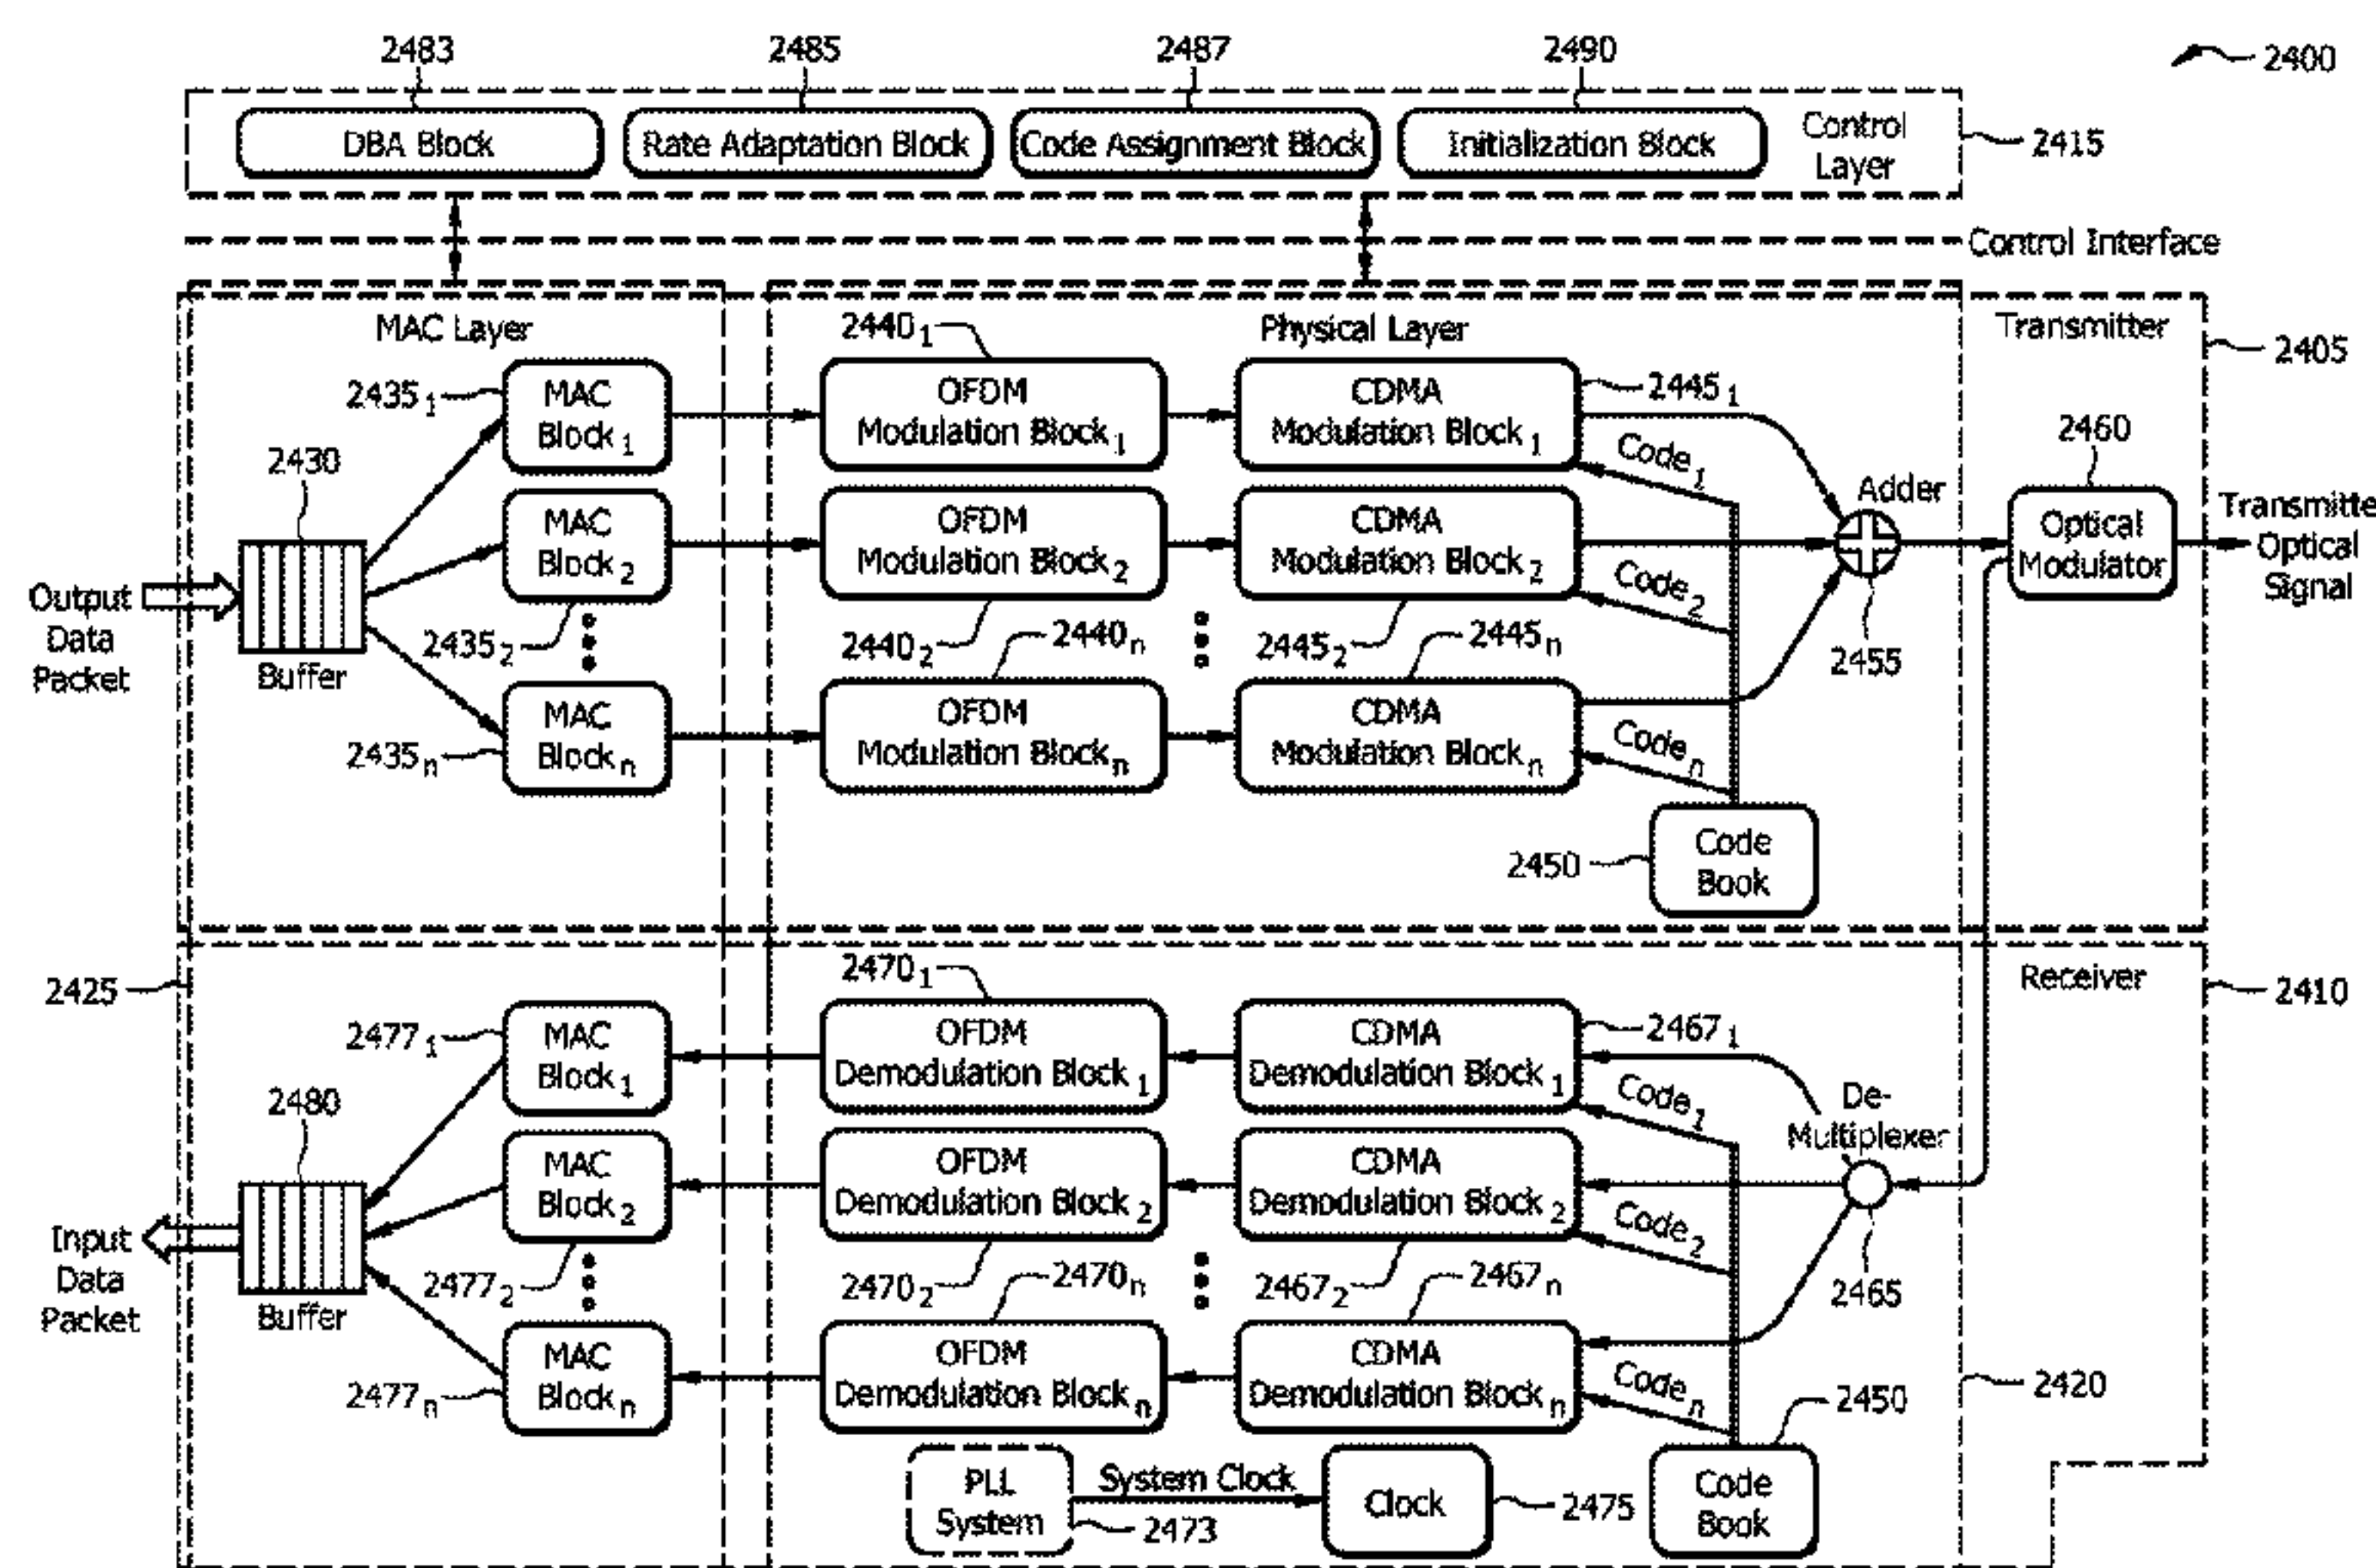 2483
2485
2487
2490
2400
DBA Block
Rate Adaptation Block
Code Assignment Block
Initialization Block
Control
Layer
2415
Control Interface
MAC Layer
Physical Layer
Transmitter
2405
2435₁
MAC
Block₁
2440₁
OFDM
Modulation Block₁
CDMA
Modulation Block₁
2445₁
Code₁
2430
Output
Data
Packet
Buffer
MAC
Block₂
2435₂
OFDM
Modulation Block₂
2440₂
CDMA
Modulation Block₂
2445₂
Code₂
Adder
2455
2460
Optical
Modulator
Transmitte
Optical
Signal
MAC
Blockₙ
2435ₙ
2440ₙ
OFDM
Modulation Blockₙ
2445ₙ
CDMA
Modulation Blockₙ
Codeₙ
2450
Code
Book
2425
Receiver
2410
2477₁
MAC
Block₁
2470₁
OFDM
Demodulation Block₁
CDMA
Demodulation Block₁
2467₁
Code₁
De-
Multiplexer
2465
2480
Input
Data
Packet
Buffer
MAC
Block₂
2477₂
OFDM
Demodulation Block₂
2470₂
CDMA
Demodulation Block₂
2467₂
Code₂
MAC
Blockₙ
2477ₙ
2470ₙ
OFDM
Demodulation Blockₙ
2467ₙ
CDMA
Demodulation Blockₙ
Codeₙ
2420
2450
Code
Book
PLL
System
2473
System Clock
Clock
2475